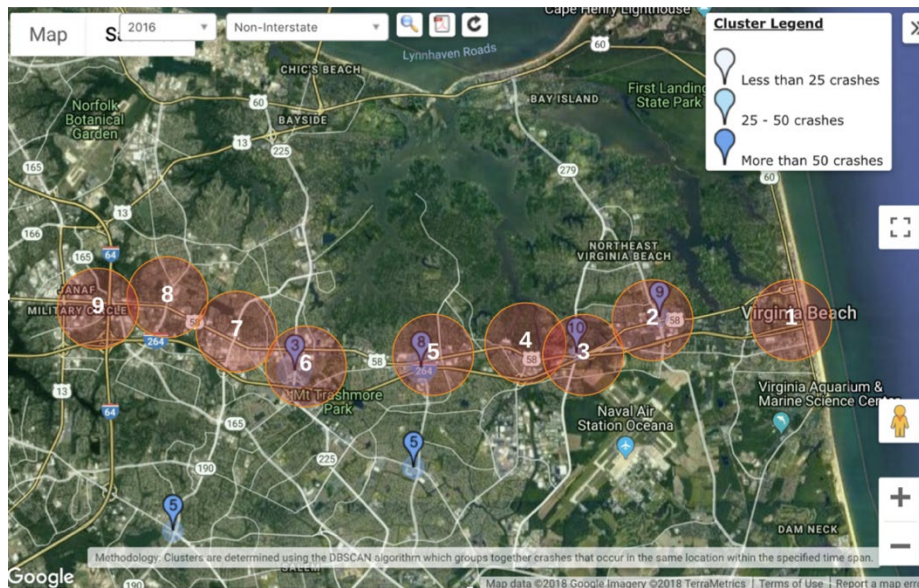 Map
2016
Non-Interstate
Cape Henry Lighthouse
Cluster Legend
Less than 25 crashes
25 - 50 crashes
More than 50 crashes
Lynnhaven Roads
60
CHIC'S BEACH
First Landing
State Park
BAY ISLAND
Norfolk
Botanical
Garden
60
BAYSIDE
13
13
225
165
279
60
13
166
NORTHEAST
VIRGINIA BEACH
64
165
JANAF
MILITARY CIRCLE
9
8
7
3
6
8
5
4
10
3
9
2
58
1
Virginia Beach
264
58
58
264
Mt Trashmore
Park
13
64
165
Virginia Aquarium &
Marine Science Center
Naval Air
Station Oceana
190
225
5
5
DAM NECK
Methodology: Clusters are determined using the DBSCAN algorithm which groups together crashes that occur in the same location within the specified time span.
SALEM
190
Google
Map data ©2018 Google Imagery ©2018 TerraMetrics
Terms of Use
Report a map